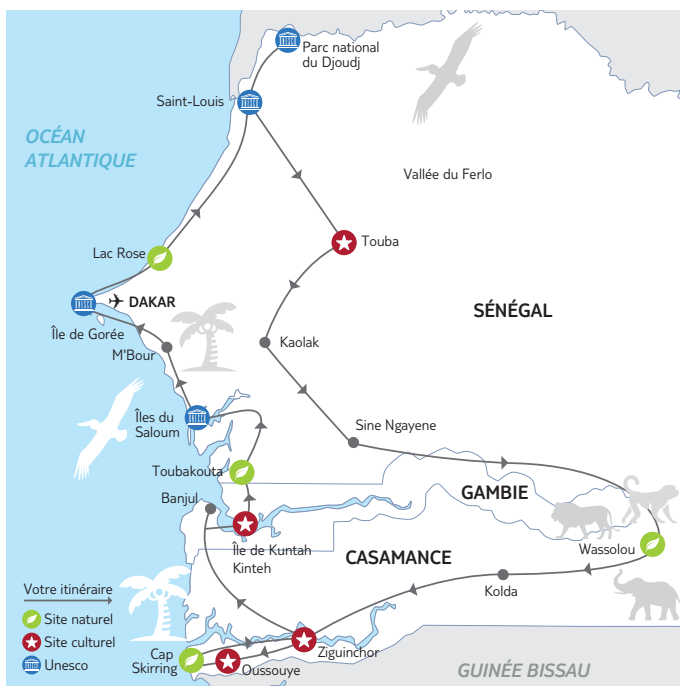 Parc national
du Djoudj
Saint-Louis
OCÉAN
ATLANTIQUE
Vallée du Ferlo
Touba
Lac Rose
DAKAR
SÉNÉGAL
Île de Gorée
M'Bour
Kaolak
Îles du
Saloum
Sine Ngayene
Toubakouta
Banjul
GAMBIE
Île de Kuntah
Kinteh
CASAMANCE
Wassolou
Kolda
Votre itinéraire
Site naturel
Site culturel
Unesco
Cap
Skirring
Oussouye
Ziguinchor
GUINÉE BISSAU